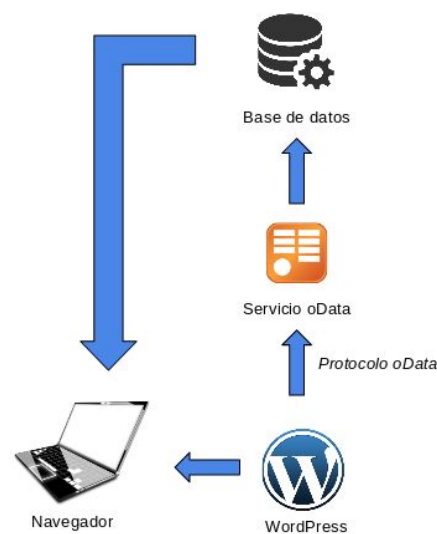 Base de datos
Servicio oData
Protocolo oData
Navegador
WordPress